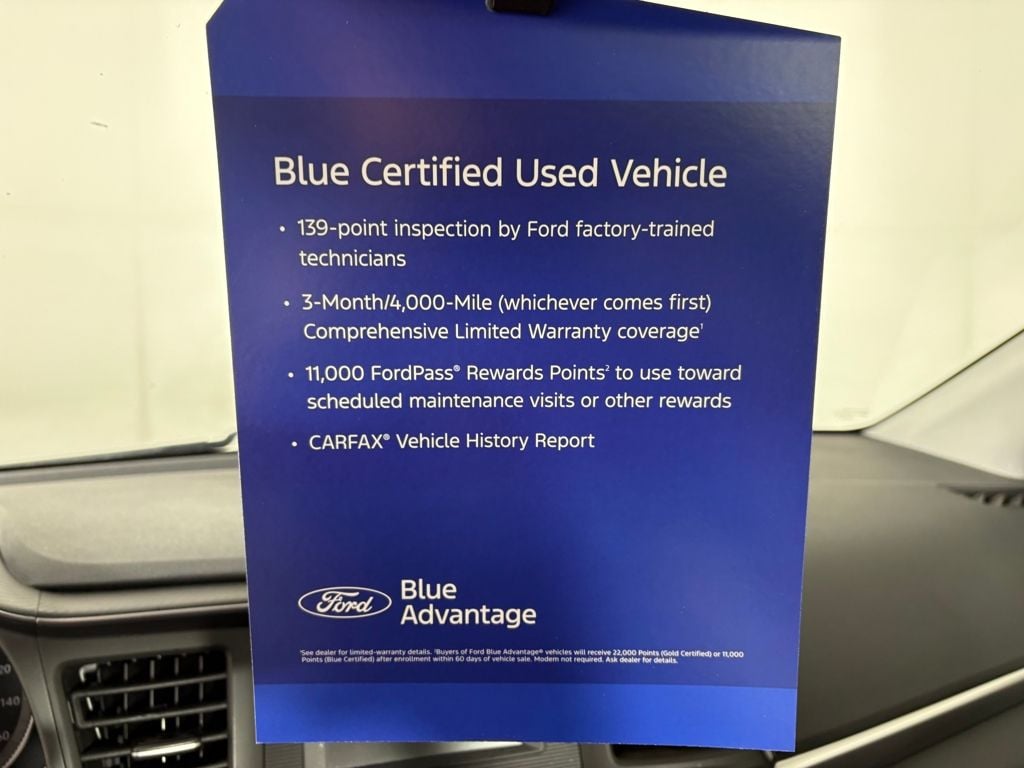 Blue Certified Used Vehicle
• 139-point inspection by Ford factory-trained
technicians
• 3-Month/4,000-Mile (whichever comes first)
Comprehensive Limited Warranty coverage¹
• 11,000 FordPass® Rewards Points² to use toward
scheduled maintenance visits or other rewards
• CARFAX® Vehicle History Report
Ford
Blue
Advantage
¹See dealer for limited-warranty details. ²Buyers of Ford Blue Advantage® vehicles will receive 22,000 Points (Gold Certified) or 11,000
Points (Blue Certified) after enrollment within 60 days of vehicle sale. Modem not required. Ask dealer for details.
140